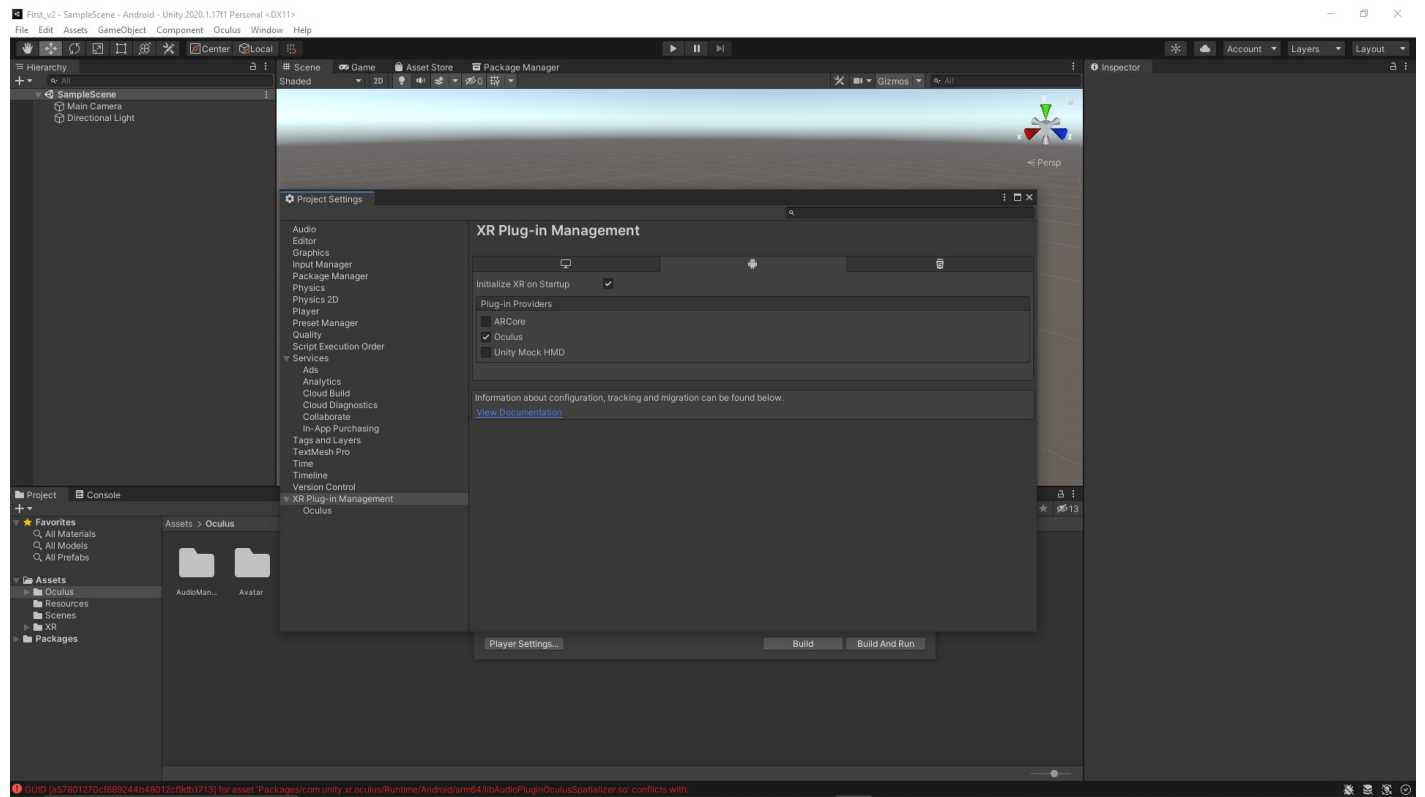 First_v2 - SampleScene - Android - Unity 2020.1.17f1 Personal <DX11>
File Edit Assets GameObject Component Oculus Window Help
Center Local Account Layers Layout
Hierarchy Scene Game Asset Store Package Manager Inspector
All Shaded 2D 0 Gizmos All
SampleScene
Main Camera
Directional Light
y
x z
Persp
Project Settings
XR Plug-in Management
Audio
Editor
Graphics
Input Manager
Package Manager
Physics
Physics 2D
Player
Preset Manager
Quality
Script Execution Order
Services
Ads
Analytics
Cloud Build
Cloud Diagnostics
Collaborate
In-App Purchasing
Tags and Layers
TextMesh Pro
Time
Timeline
Version Control
XR Plug-in Management
Oculus
Initialize XR on Startup
Plug-in Providers
ARCore
Oculus
Unity Mock HMD
Information about configuration, tracking and migration can be found below.
View Documentation
Player Settings... Build Build And Run
Project Console
13
Favorites
All Materials
All Models
All Prefabs
Assets
Oculus
Resources
Scenes
XR
Packages
Assets > Oculus
AudioMan... Avatar
GUID [a57801270cf689244b48012cf9db1713] for asset 'Packages/com.unity.xr.oculus/Runtime/Android/arm64/libAudioPluginOculusSpatializer.so' conflicts with: